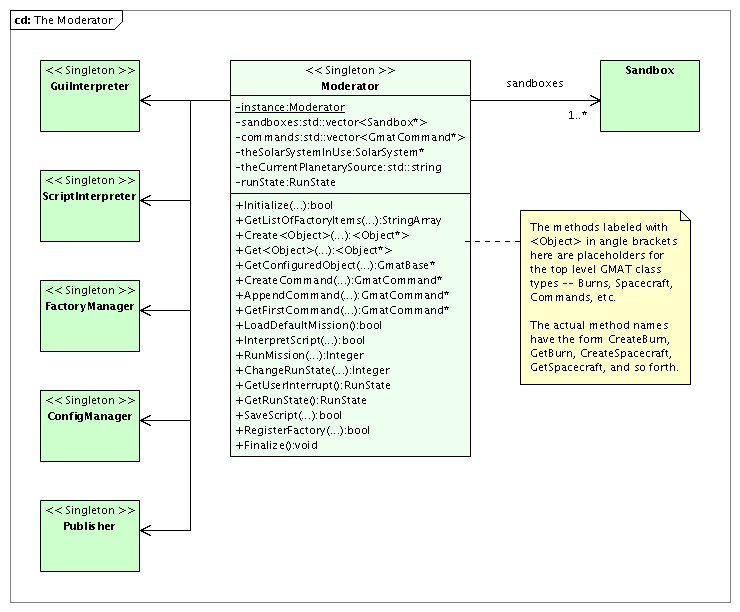 cd: The Moderator
<< Singleton >>
GuiInterpreter
<< Singleton >>
ScriptInterpreter
<< Singleton >>
FactoryManager
<< Singleton >>
ConfigManager
<< Singleton >>
Publisher
<< Singleton >>
Moderator
-instance:Moderator
-sandboxes:std::vector<Sandbox*>
-commands:std::vector<GmatCommand*>
-theSolarSystemInUse:SolarSystem*
-theCurrentPlanetarySource:std::string
-runState:RunState
+Initialize(...):bool
+GetListOfFactoryItems(...):StringArray
+Create<Object>(...):<Object*>
+Get<Object>(...):<Object*>
+GetConfiguredObject(...):GmatBase*
+CreateCommand(...):GmatCommand*
+AppendCommand(...):GmatCommand*
+GetFirstCommand(...):GmatCommand*
+LoadDefaultMission():bool
+InterpretScript(...):bool
+RunMission(...):Integer
+ChangeRunState(...):Integer
+GetUserInterrupt():RunState
+GetRunState():RunState
+SaveScript(...):bool
+RegisterFactory(...):bool
+Finalize():void
sandboxes
1..*
Sandbox
The methods labeled with
<Object> in angle brackets
here are placeholders for
the top level GMAT class
types -- Burns, Spacecraft,
Commands, etc.
The actual method names
have the form CreateBurn,
GetBurn, CreateSpacecraft,
GetSpacecraft, and so forth.